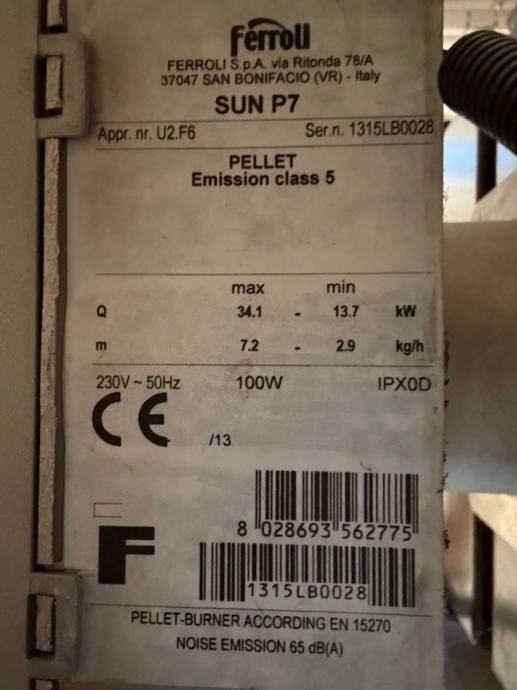 Ferroli
FERROLI S.p.A. via Ritonda 78/A
37047 SAN BONIFACIO (VR) - Italy
SUN P7
Appr. nr. U2.F6 Ser.n. 1315LB0028
PELLET
Emission class 5
max min
Q 34.1 - 13.7 kW
m 7.2 - 2.9 kg/h
230V ~ 50Hz 100W IPX0D
CE /13
8 028693 562775
F
1315LB0028
PELLET-BURNER ACCORDING EN 15270
NOISE EMISSION 65 dB(A)